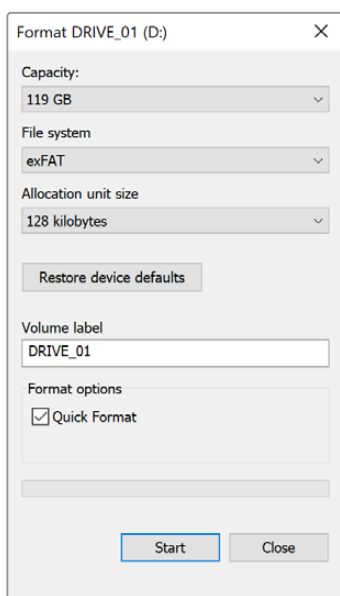 Format DRIVE_01 (D:)
Capacity:
119 GB
File system
exFAT
Allocation unit size
128 kilobytes
Restore device defaults
Volume label
DRIVE_01
Format options
Quick Format
Start Close